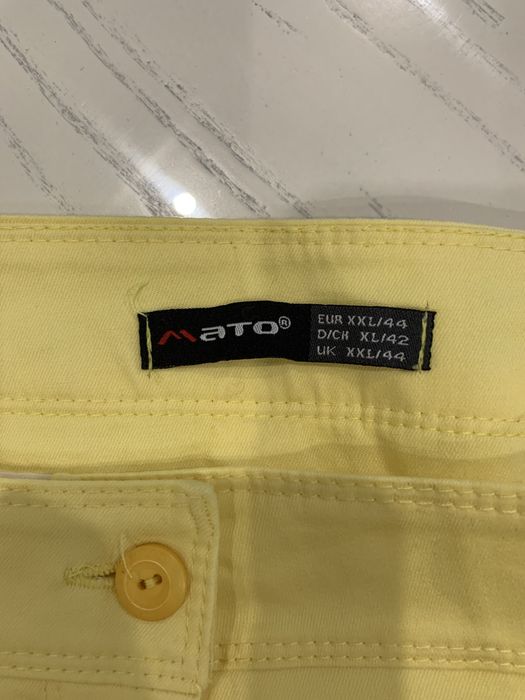 MATO®
EUR XXL/44
D/CH XL/42
UK XXL/44